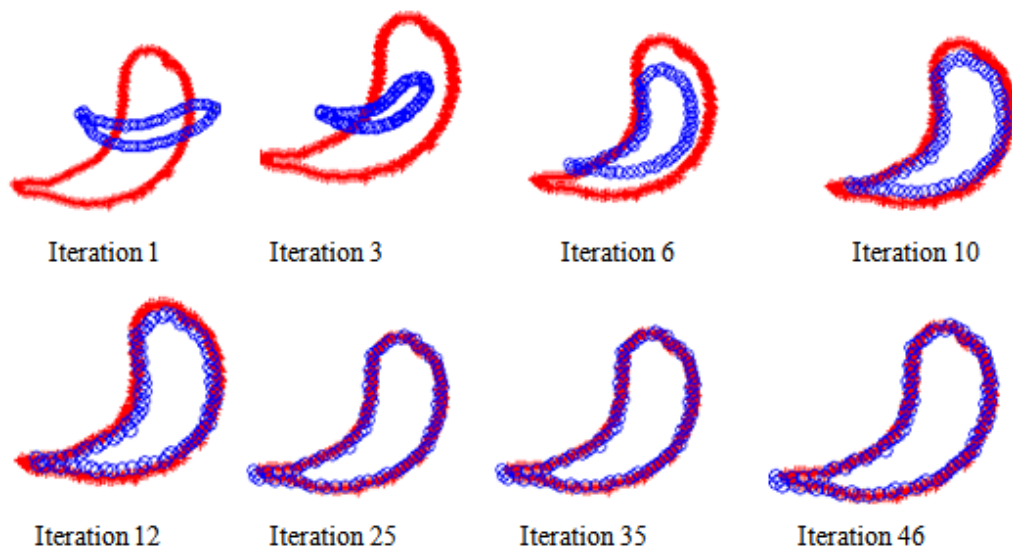 Iteration 1
Iteration 3
Iteration 6
Iteration 10
Iteration 12
Iteration 25
Iteration 35
Iteration 46